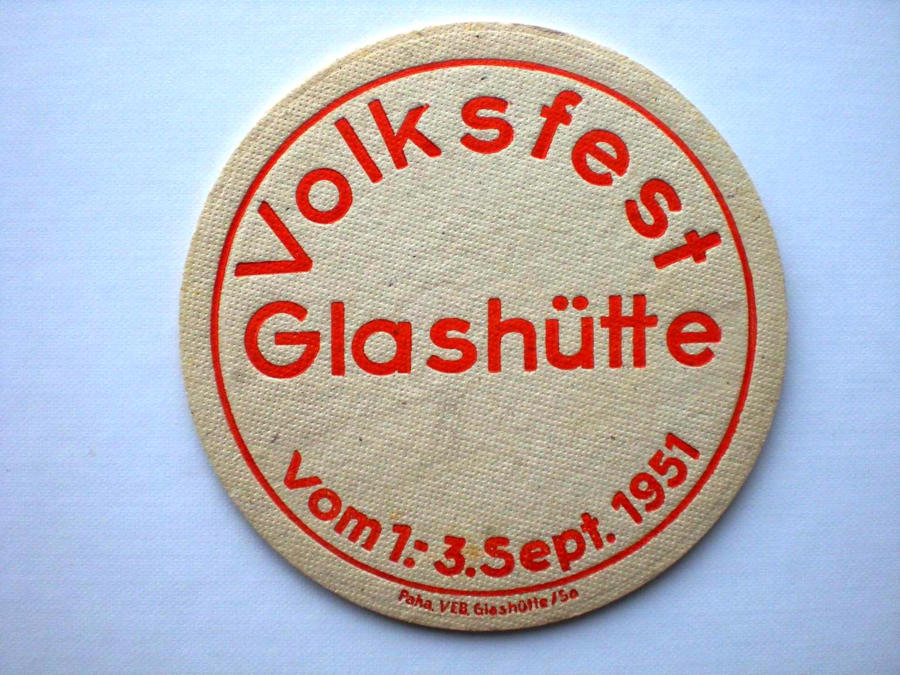 Volksfest
Glashütte
vom 1.- 3. Sept. 1951
Paha, VEB, Glashütte/Sa